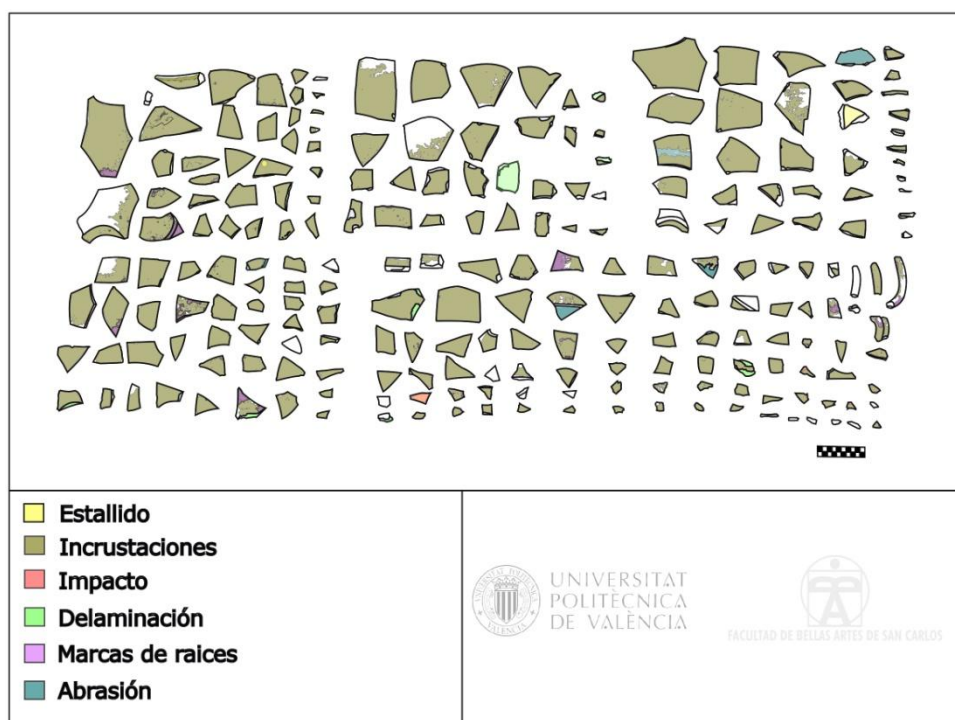 Estallido
Incrustaciones
Impacto
Delaminación
Marcas de raices
Abrasión
UNIVERSITAT
POLITÈCNICA
DE VALÈNCIA
FACULTAD DE BELLAS ARTES DE SAN CARLOS